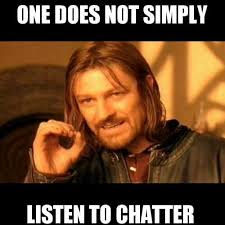 ONE DOES NOT SIMPLY
LISTEN TO CHATTER